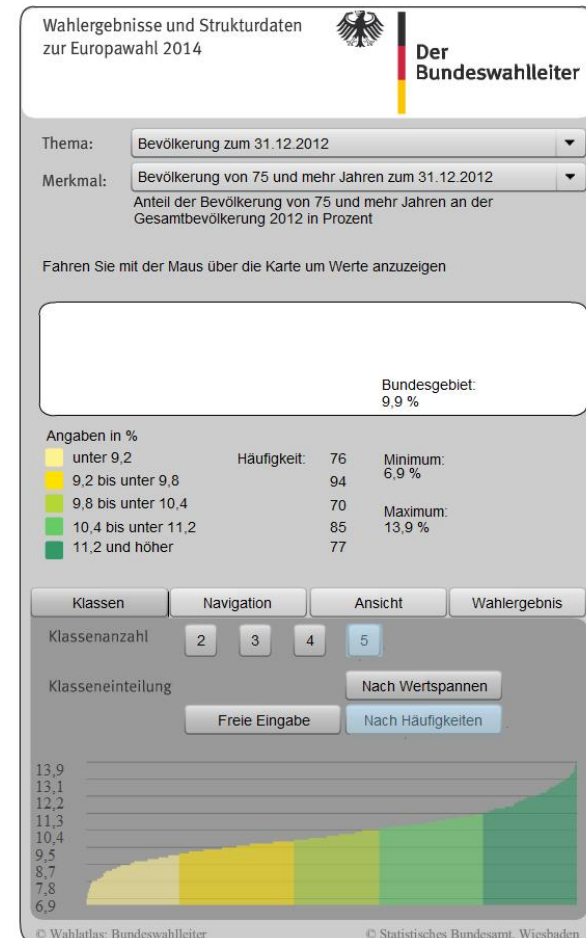 Wahlergebnisse und Strukturdaten
zur Europawahl 2014
Der
Bundeswahlleiter
Thema: Bevölkerung zum 31.12.2012
Merkmal: Bevölkerung von 75 und mehr Jahren zum 31.12.2012
Anteil der Bevölkerung von 75 und mehr Jahren an der
Gesamtbevölkerung 2012 in Prozent
Fahren Sie mit der Maus über die Karte um Werte anzuzeigen
Bundesgebiet:
9,9 %
Angaben in %
unter 9,2 Häufigkeit: 76 Minimum:
6,9 %
9,2 bis unter 9,8 94
9,8 bis unter 10,4 70 Maximum:
10,4 bis unter 11,2 85 13,9 %
11,2 und höher 77
Klassen Navigation Ansicht Wahlergebnis
Klassenanzahl 2 3 4 5
Klasseneinteilung Nach Wertspannen
Freie Eingabe Nach Häufigkeiten
13,9
13,1
12,2
11,3
10,4
9,5
8,7
7,8
6,9
© Wahlatlas: Bundeswahlleiter © Statistisches Bundesamt, Wiesbaden